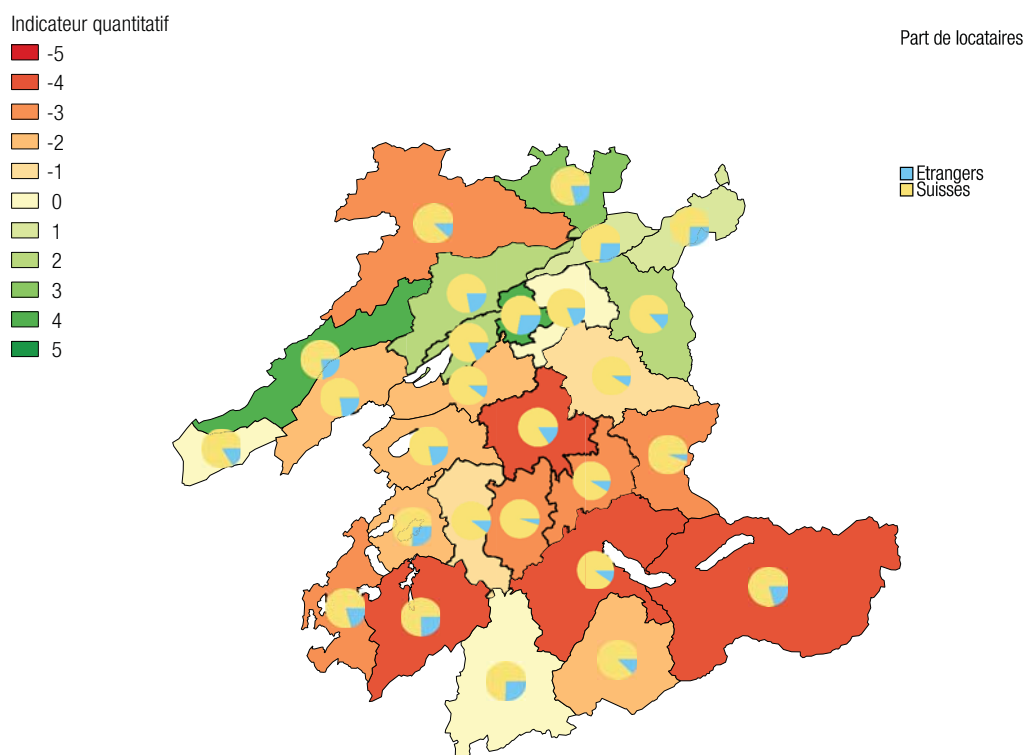 Indicateur quantitatif
-5
-4
-3
-2
-1
0
1
2
3
4
5
Part de locataires
Etrangers
Suisses